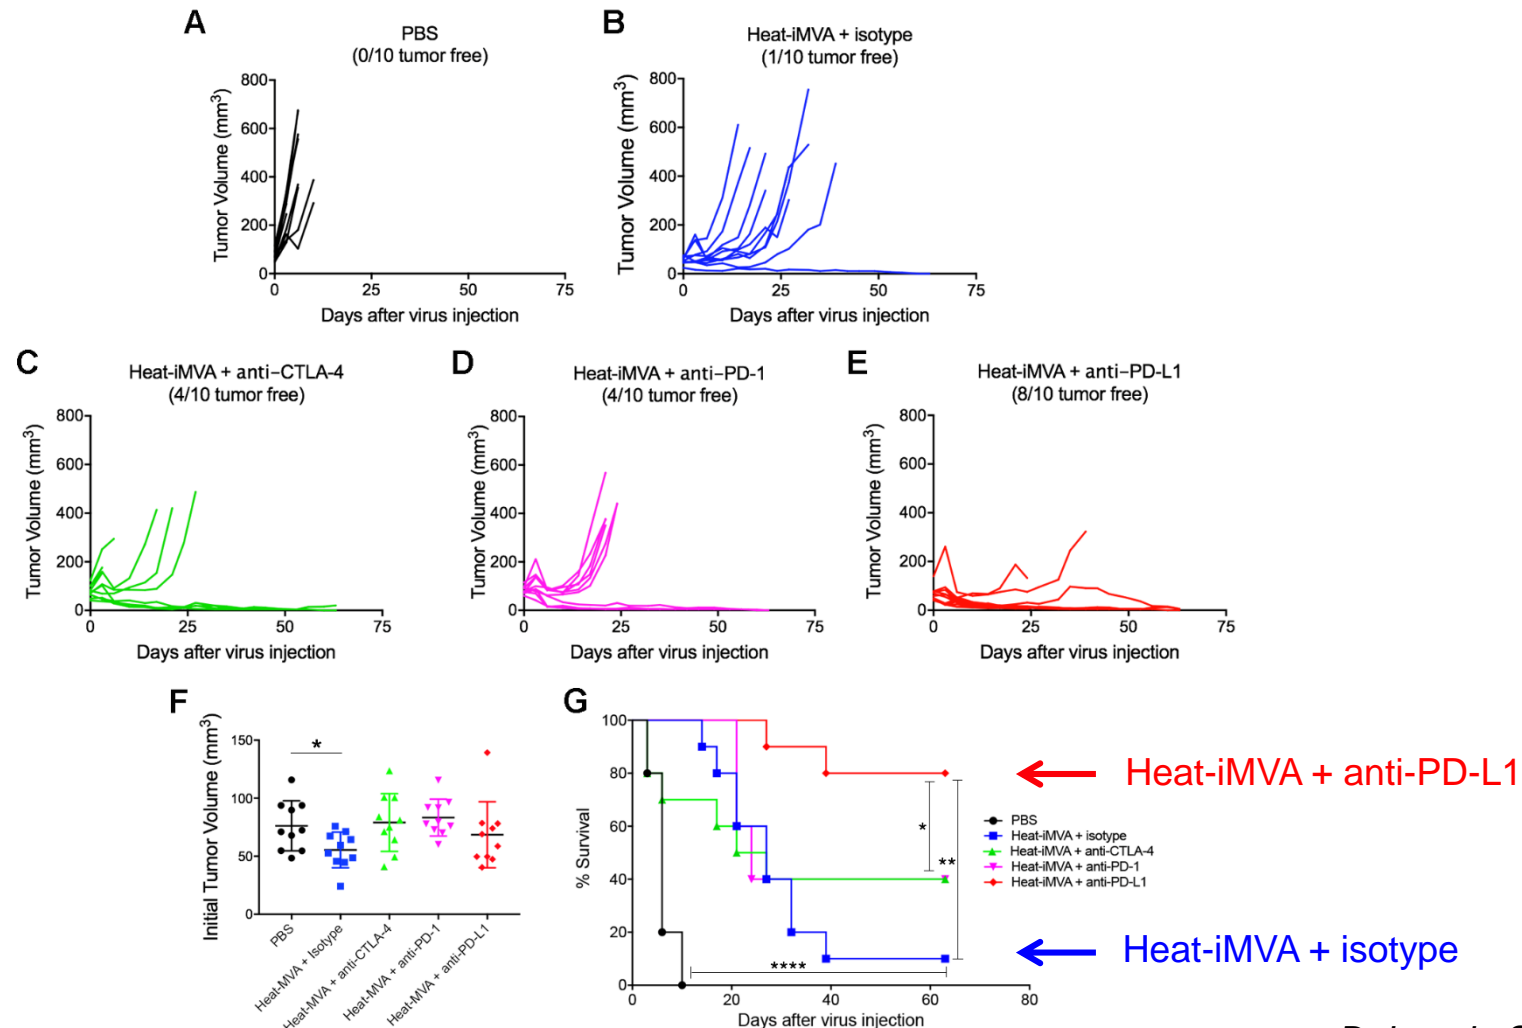 A
PBS
(0/10 tumor free)
Tumor Volume (mm³)
800
600
400
200
0
0 25 50 75
Days after virus injection
B
Heat-iMVA + isotype
(1/10 tumor free)
Tumor Volume (mm³)
800
600
400
200
0
0 25 50 75
Days after virus injection
C
Heat-iMVA + anti-CTLA-4
(4/10 tumor free)
Tumor Volume (mm³)
800
600
400
200
0
0 25 50 75
Days after virus injection
D
Heat-iMVA + anti-PD-1
(4/10 tumor free)
Tumor Volume (mm³)
800
600
400
200
0
0 25 50 75
Days after virus injection
E
Heat-iMVA + anti-PD-L1
(8/10 tumor free)
Tumor Volume (mm³)
800
600
400
200
0
0 25 50 75
Days after virus injection
F
Initial Tumor Volume (mm³)
150
100
50
0
*
PBS
Heat-MVA + Isotype
Heat-MVA + anti-CTLA-4
Heat-MVA + anti-PD-1
Heat-MVA + anti-PD-L1
G
% Survival
100
80
60
40
20
0
0 20 40 60 80
Days after virus injection
*
**
****
PBS
Heat-iMVA + isotype
Heat-iMVA + anti-CTLA-4
Heat-iMVA + anti-PD-1
Heat-iMVA + anti-PD-L1
Heat-iMVA + anti-PD-L1
Heat-iMVA + isotype